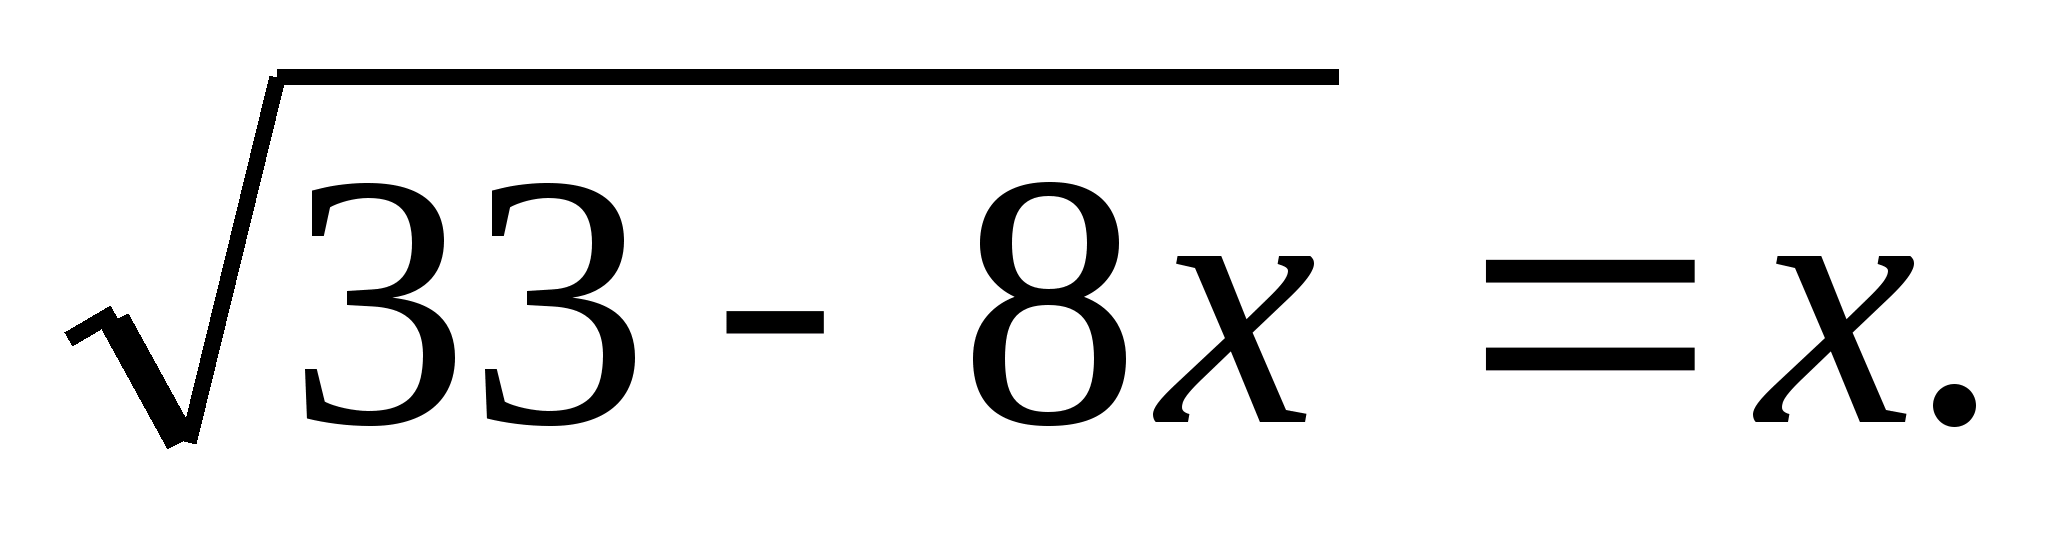 √33 - 8x = x.